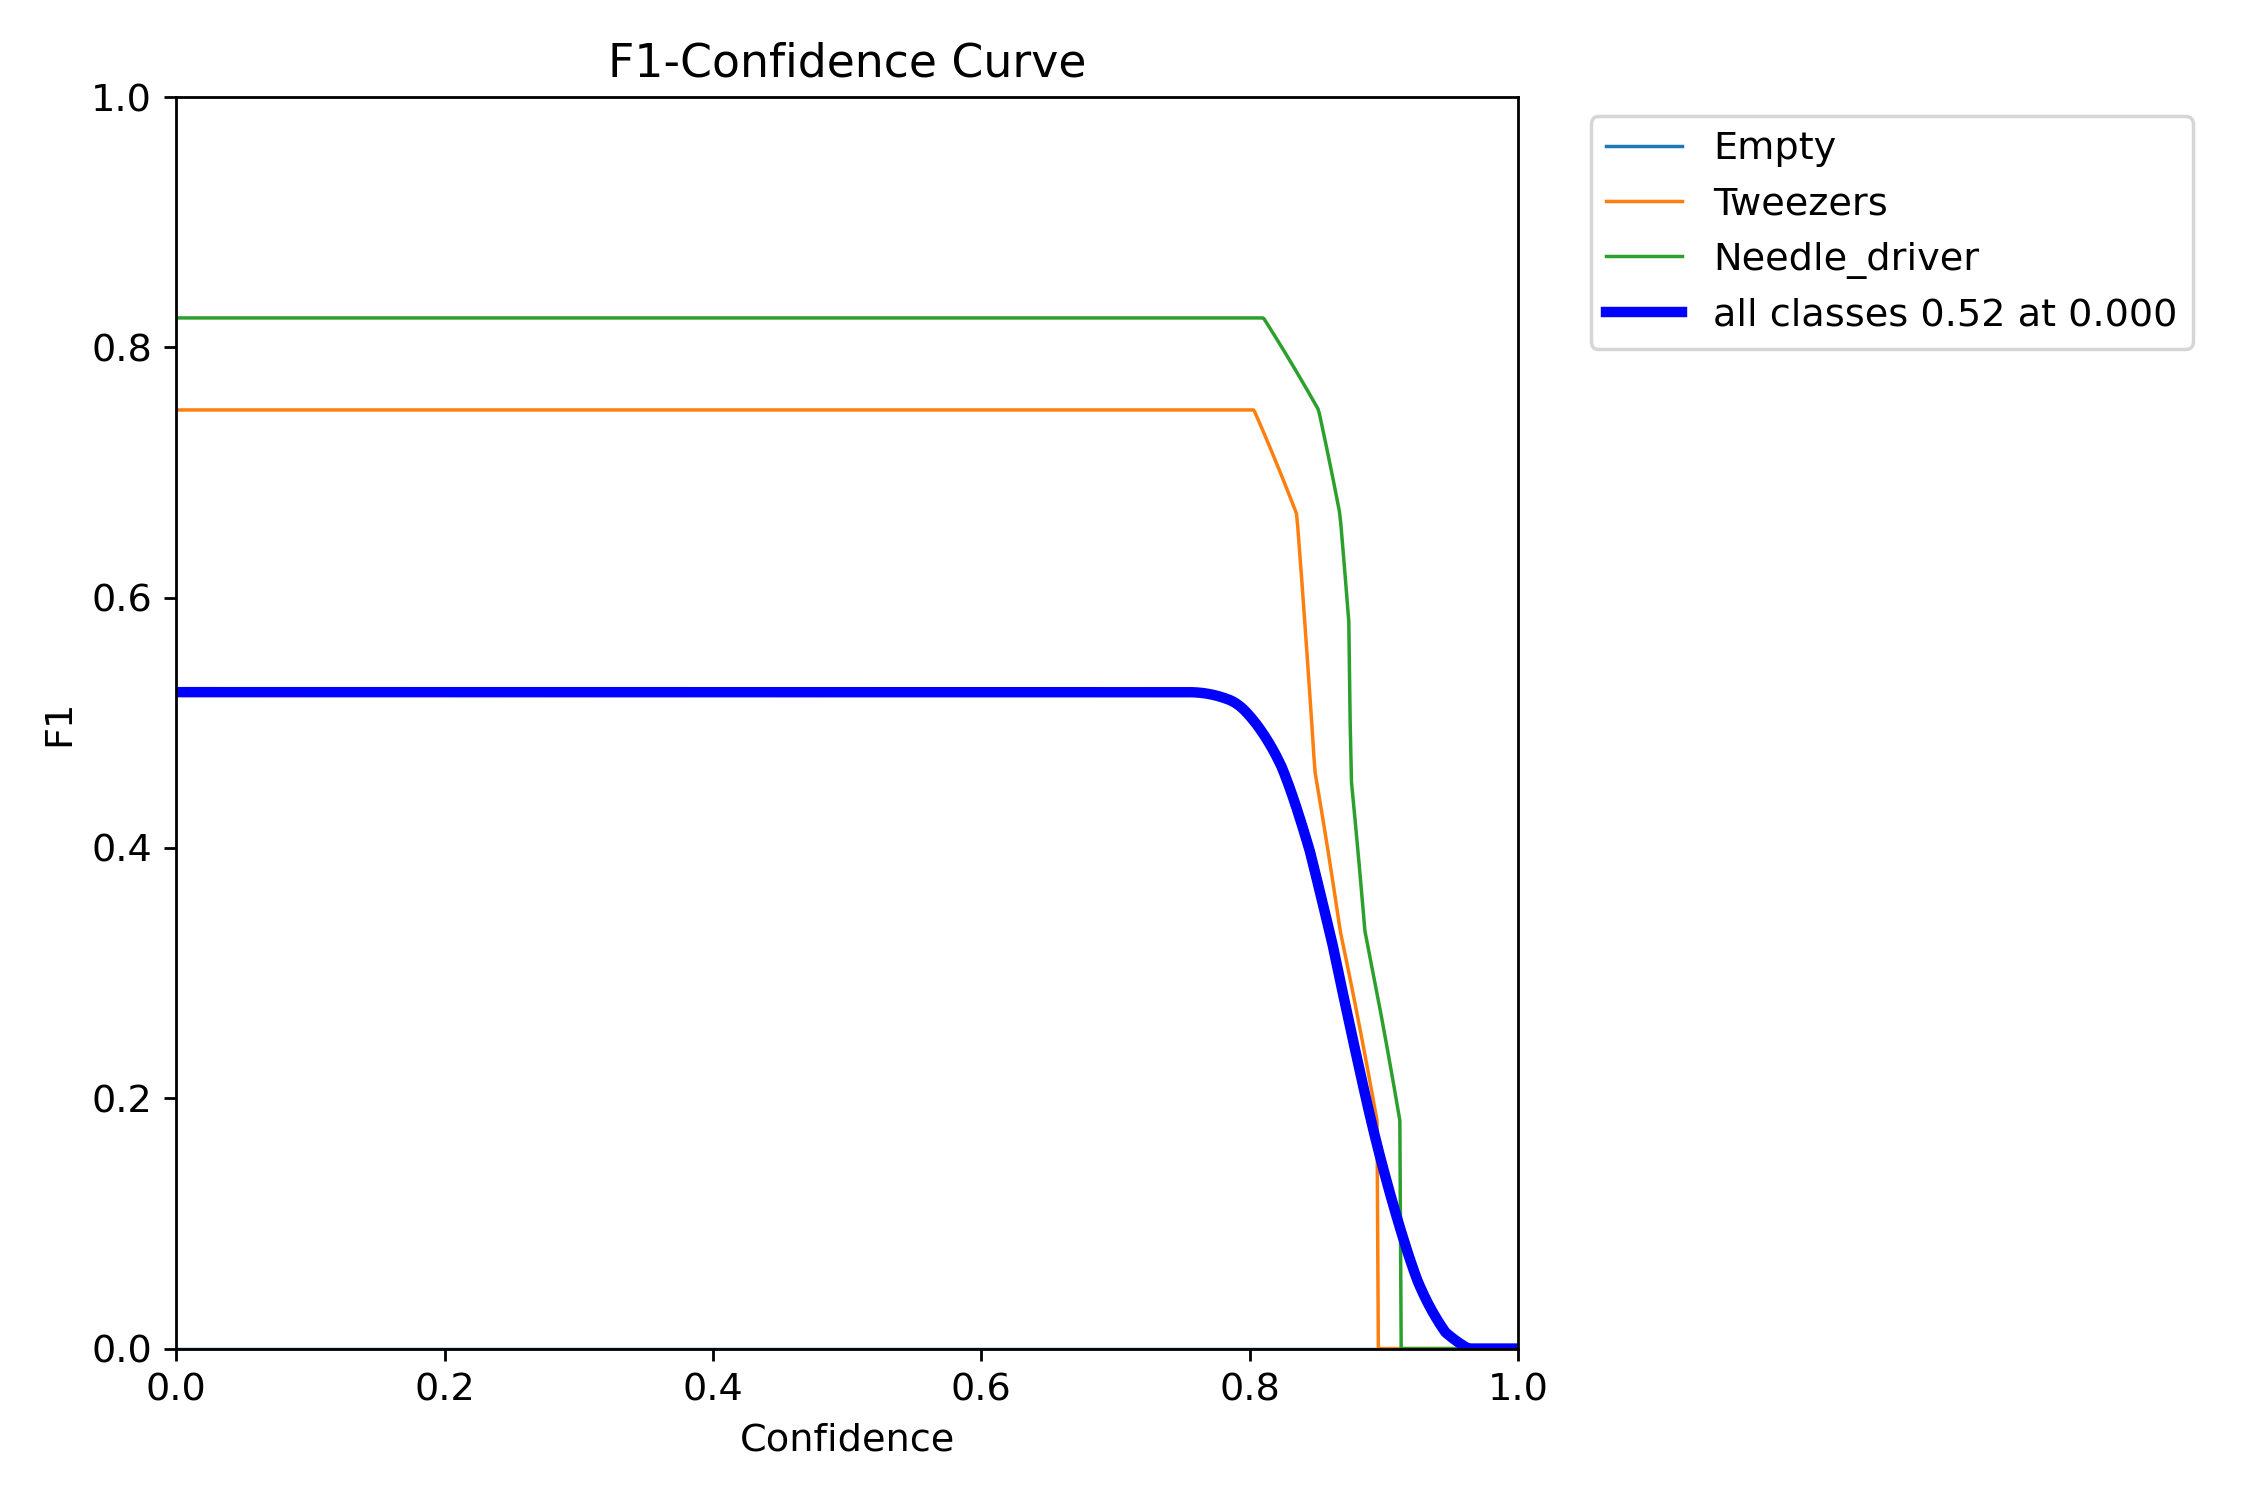 F1-Confidence Curve
1.0
0.8
0.6
0.4
0.2
0.0
F1
0.0 0.2 0.4 0.6 0.8 1.0
Confidence
Empty
Tweezers
Needle_driver
all classes 0.52 at 0.000